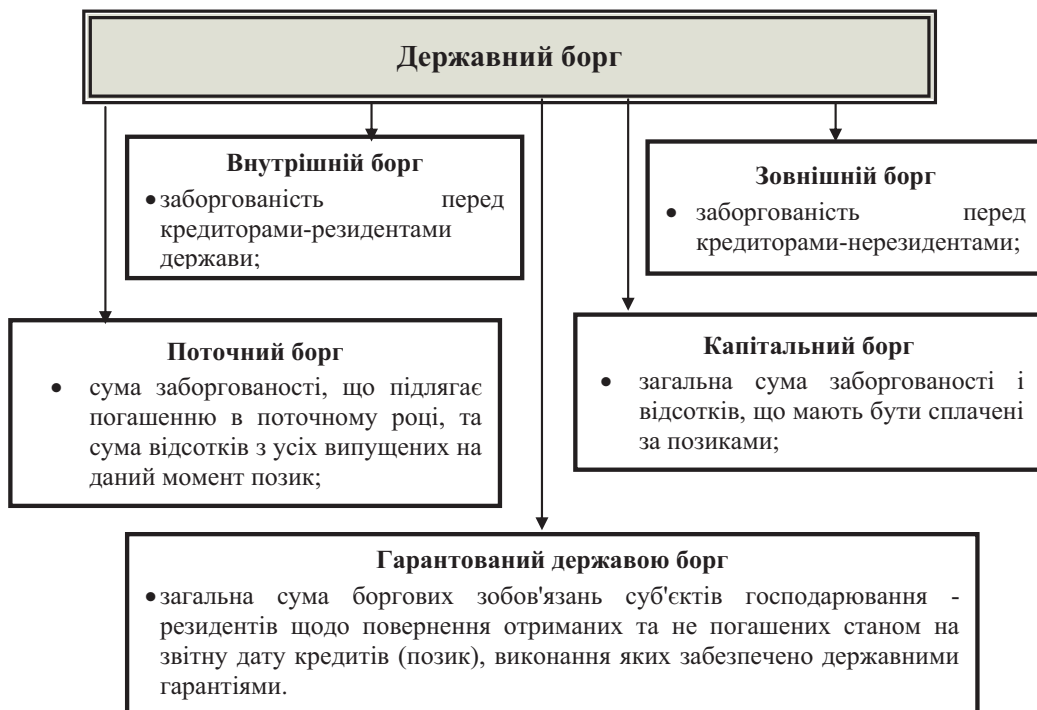 Державний борг
Внутрішній борг
• заборгованість перед
кредиторами-резидентами
держави;
Зовнішній борг
• заборгованість перед
кредиторами-нерезидентами;
Поточний борг
• сума заборгованості, що підлягає
погашенню в поточному році, та
сума відсотків з усіх випущених на
даний момент позик;
Капітальний борг
• загальна сума заборгованості і
відсотків, що мають бути сплачені
за позиками;
Гарантований державою борг
• загальна сума боргових зобов'язань суб'єктів господарювання -
резидентів щодо повернення отриманих та не погашених станом на
звітну дату кредитів (позик), виконання яких забезпечено державними
гарантіями.